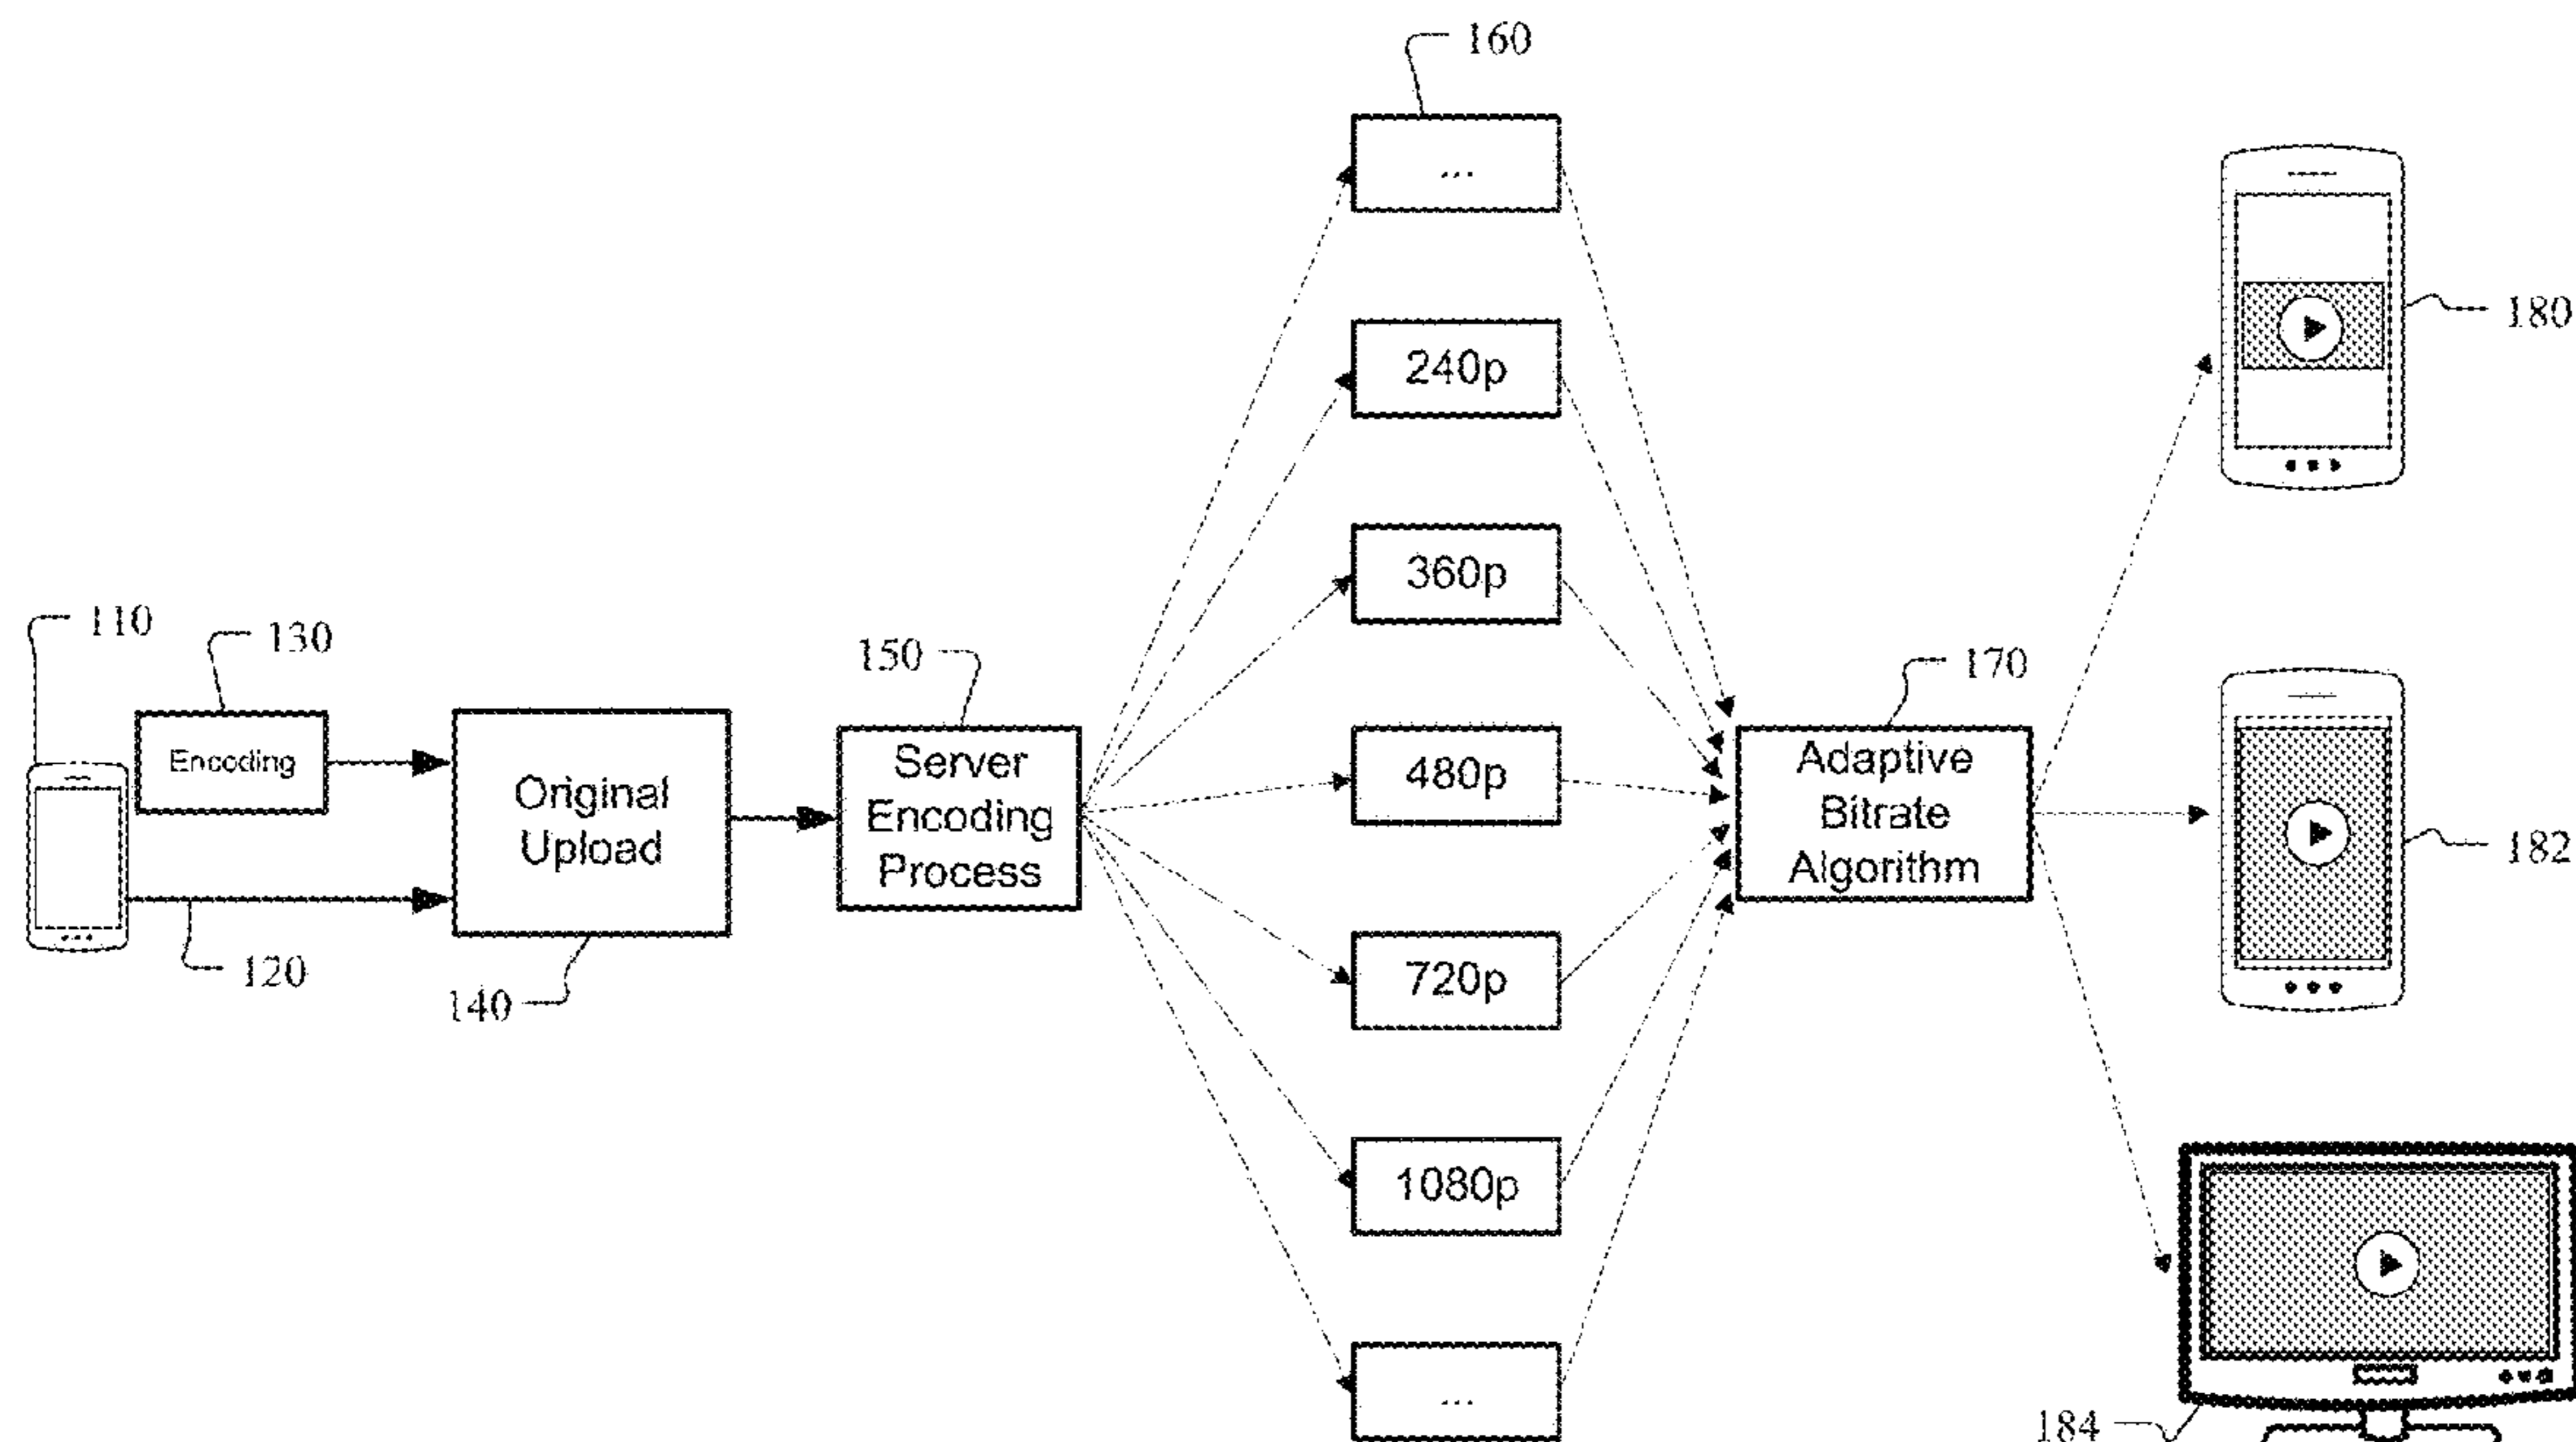 160
...
240p
180
360p
110
130
150
170
Encoding
Original
Upload
Server
Encoding
Process
480p
Adaptive
Bitrate
Algorithm
182
120
140
720p
1080p
...
184